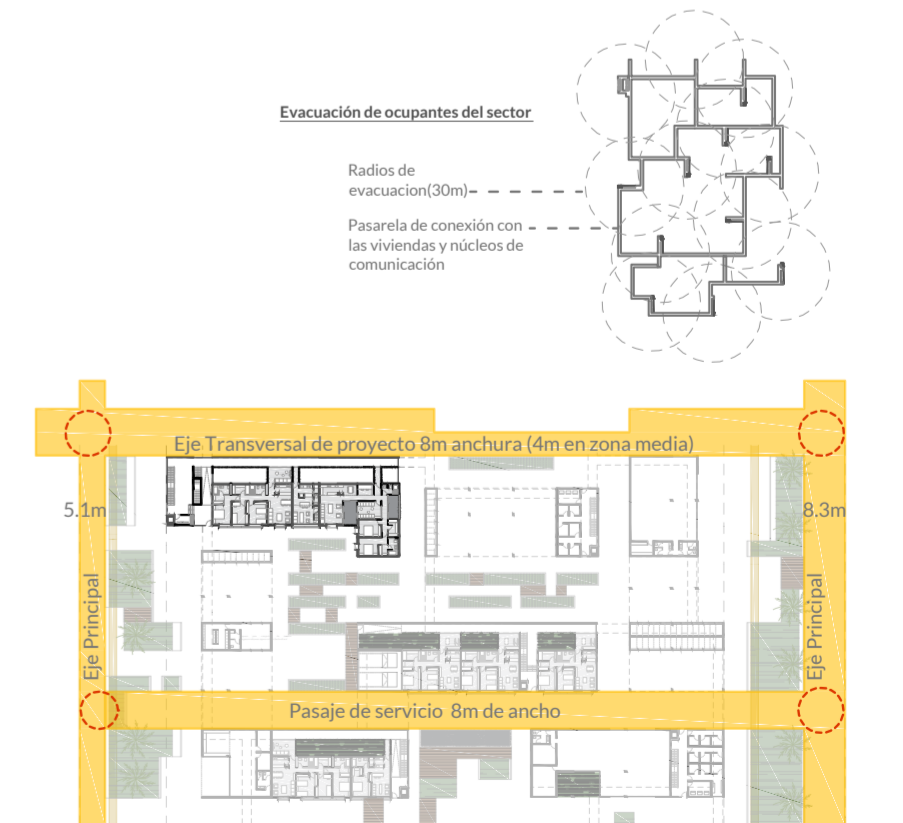 Evacuación de ocupantes del sector
Radios de
evacuacion(30m)
Pasarela de conexión con
las viviendas y núcleos de
comunicación
Eje Transversal de proyecto 8m anchura (4m en zona media)
5.1m
8.3m
Eje Principal
Eje Principal
Pasaje de servicio 8m de ancho